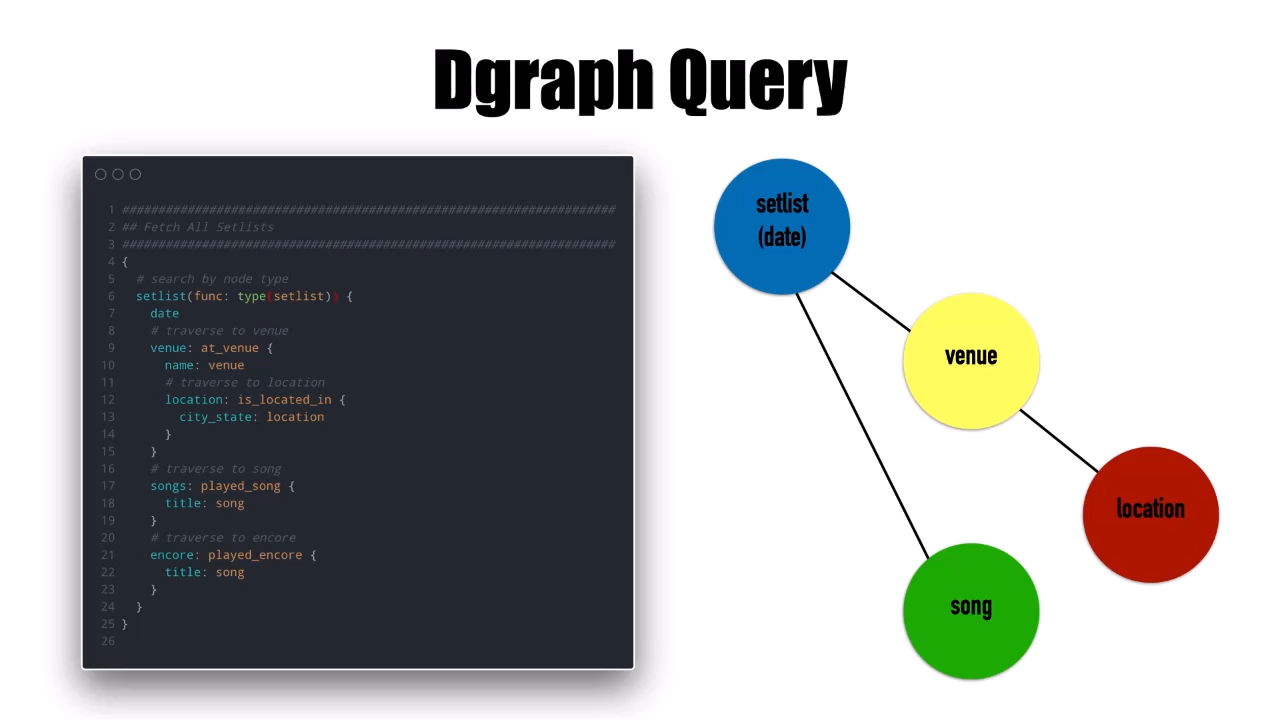 Dgraph Query
1 ####################################################################
2 ## Fetch All Setlists
3 ####################################################################
4 {
5   # search by node type
6   setlist(func: type(setlist)) {
7     date
8     # traverse to venue
9     venue: at_venue {
10       name: venue
11       # traverse to location
12       location: is_located_in {
13         city_state: location
14       }
15     }
16     # traverse to song
17     songs: played_song {
18       title: song
19     }
20     # traverse to encore
21     encore: played_encore {
22       title: song
23     }
24   }
25 }
26
setlist
(date)
venue
location
song